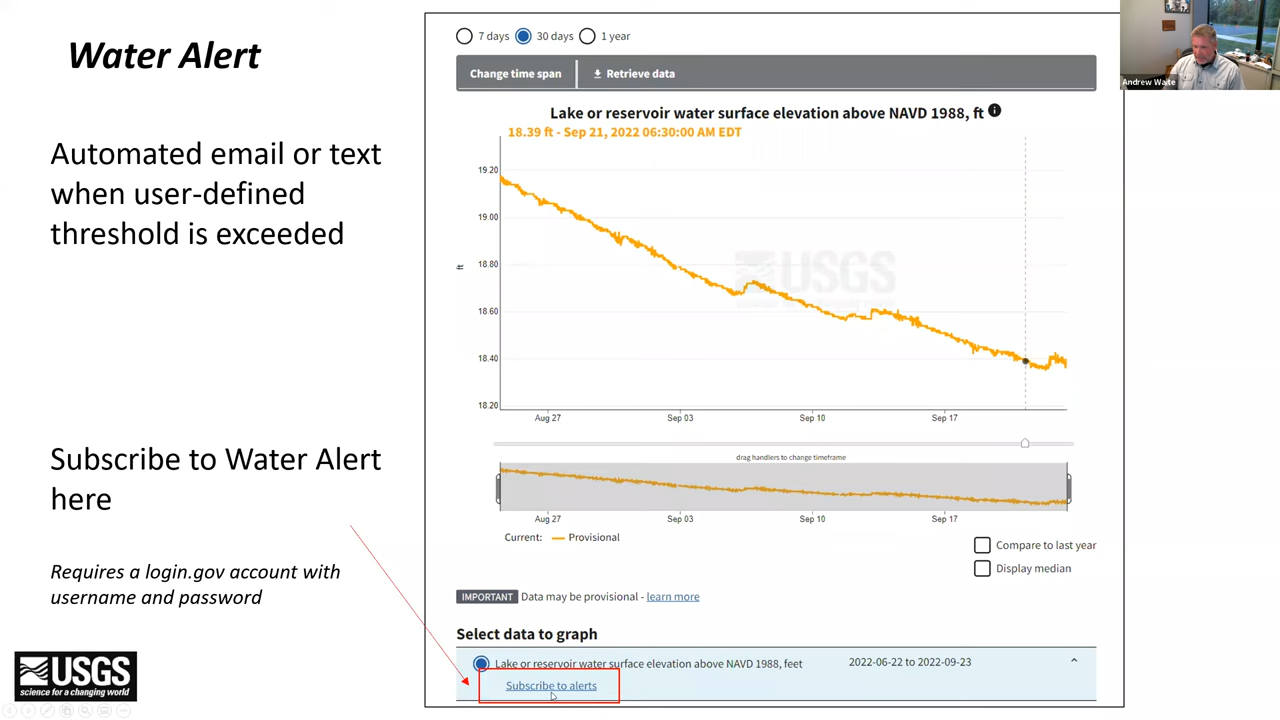 Water Alert
Automated email or text
when user-defined
threshold is exceeded
Subscribe to Water Alert
here
Requires a login.gov account with
username and password
USGS
science for a changing world
7 days
30 days
1 year
Change time span
Retrieve data
Lake or reservoir water surface elevation above NAVD 1988, ft
18.39 ft - Sep 21, 2022 06:30:00 AM EDT
19.20
19.00
18.80
18.60
18.40
18.20
ft
USGS
Aug 27
Sep 03
Sep 10
Sep 17
drag handlers to change timeframe
Aug 27
Sep 03
Sep 10
Sep 17
Current:
Provisional
Compare to last year
Display median
IMPORTANT Data may be provisional - learn more
Select data to graph
Lake or reservoir water surface elevation above NAVD 1988, feet
2022-06-22 to 2022-09-23
Subscribe to alerts
Andrew Waite